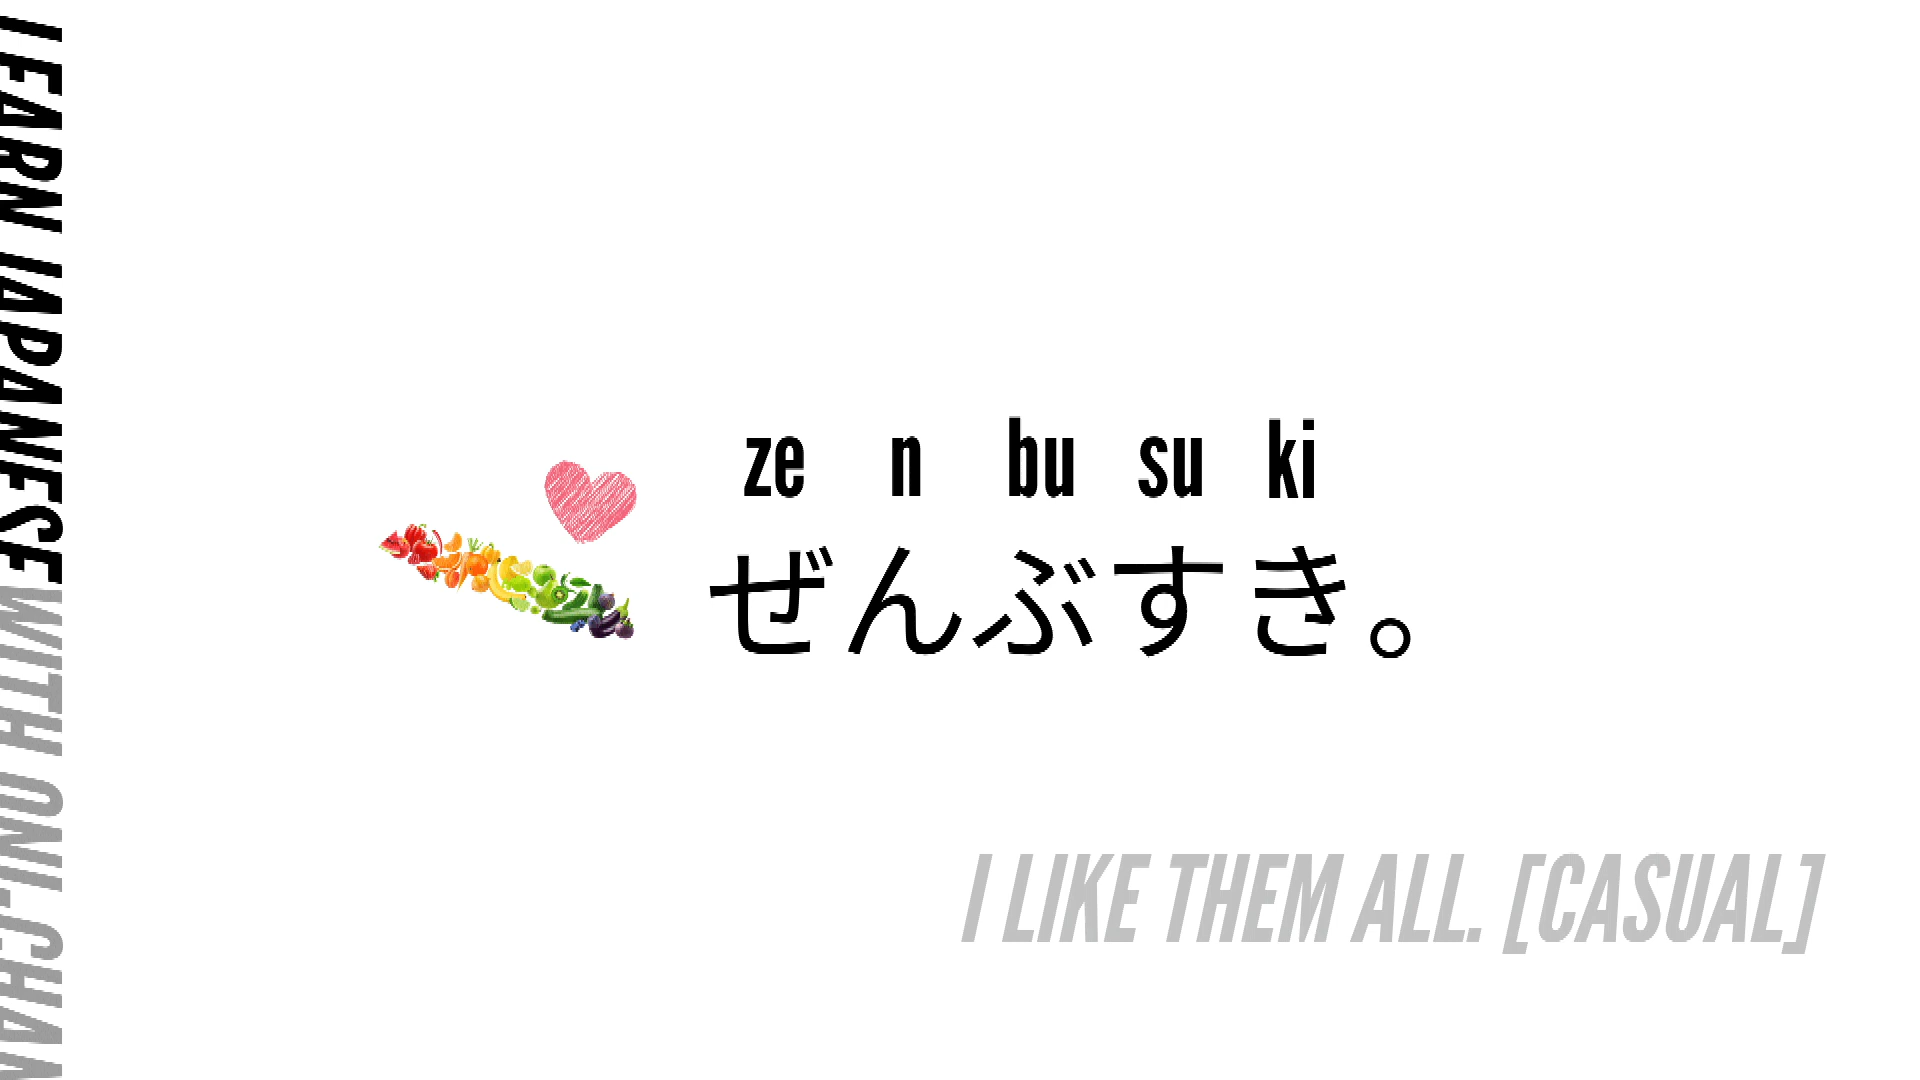 LEARN JAPANESE WITH ONI-CHAN
ze n bu su ki
ぜんぶすき。
I LIKE THEM ALL. [CASUAL]